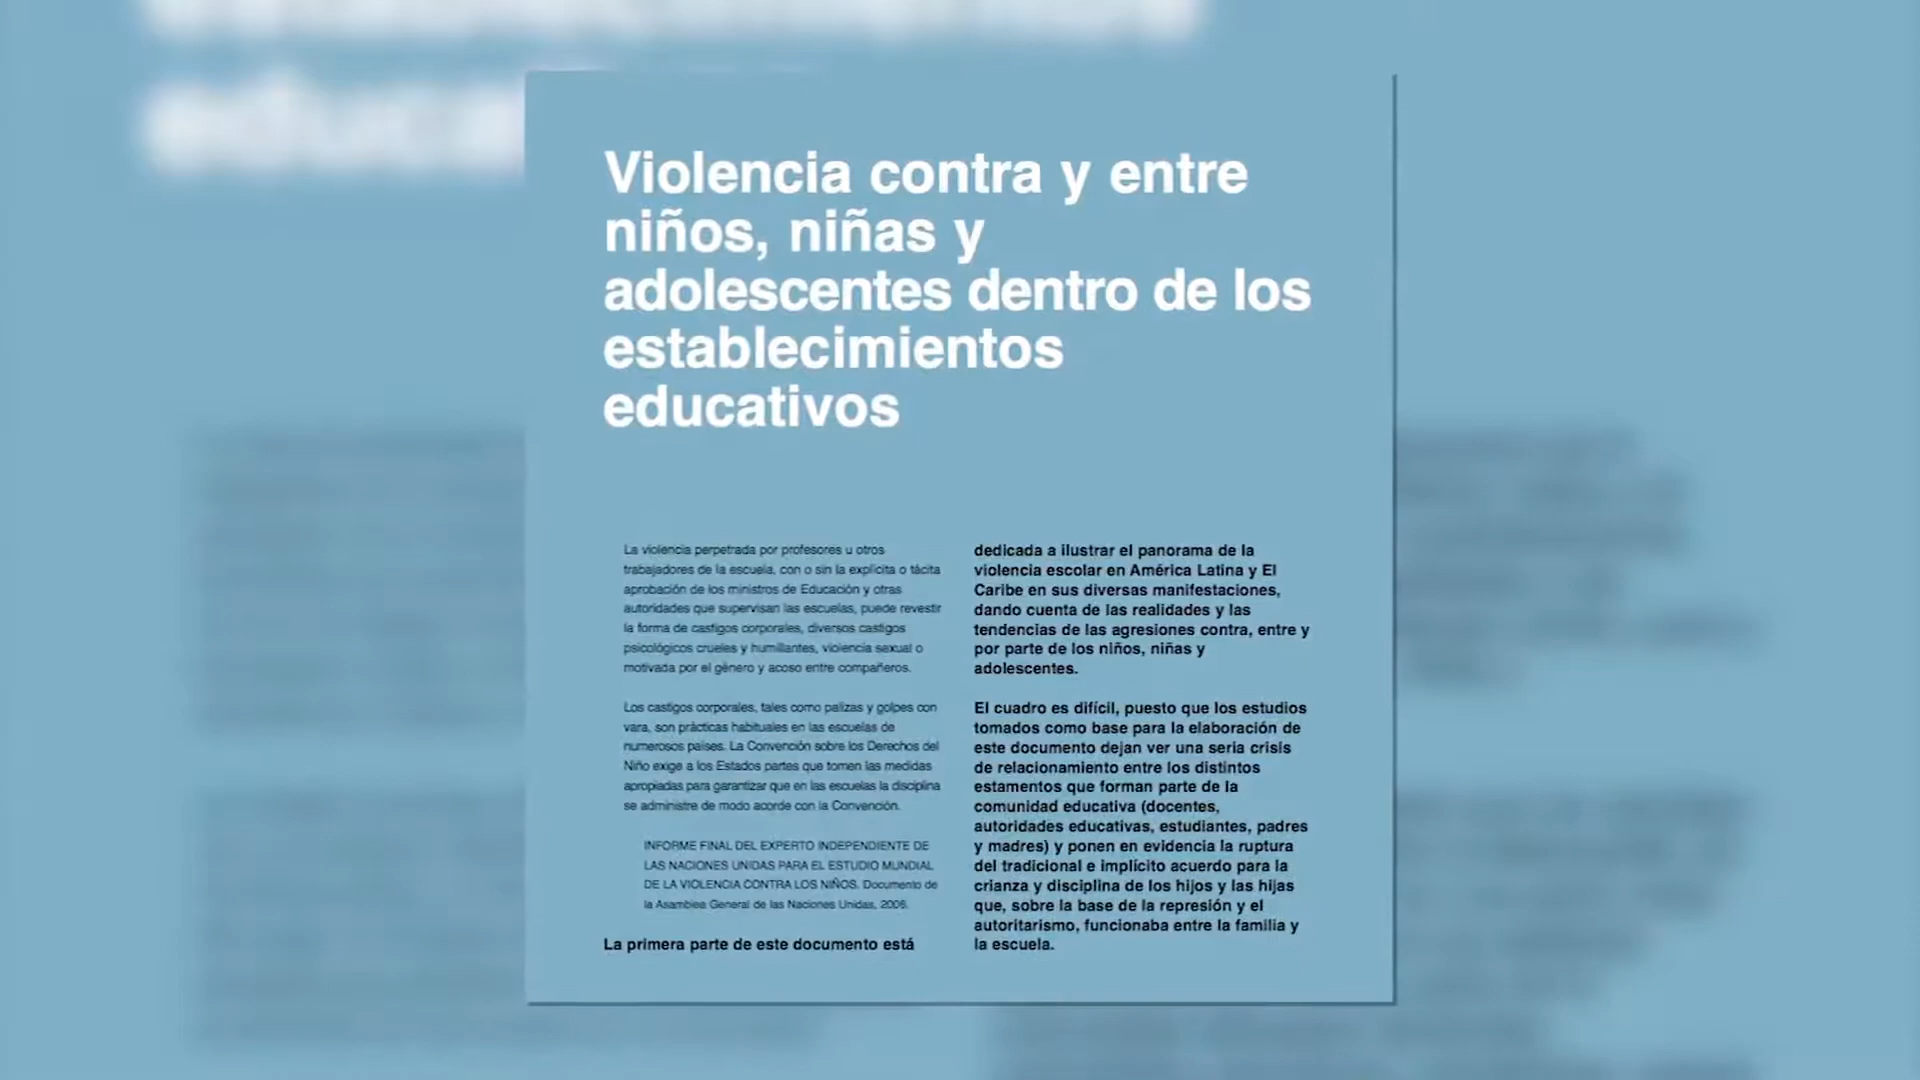 Violencia contra y entre
niños, niñas y
adolescentes dentro de los
establecimientos
educativos
La violencia perpetrada por profesores u otros
trabajadores de la escuela, con o sin la explícita o tácita
aprobación de los ministros de Educación y otras
autoridades que supervisan las escuelas, puede revestir
la forma de castigos corporales, diversos castigos
psicológicos crueles y humillantes, violencia sexual o
motivada por el género y acoso entre compañeros.
Los castigos corporales, tales como palizas y golpes con
vara, son prácticas habituales en las escuelas de
numerosos países. La Convención sobre los Derechos del
Niño exige a los Estados partes que tomen las medidas
apropiadas para garantizar que en las escuelas la disciplina
se administre de modo acorde con la Convención.
INFORME FINAL DEL EXPERTO INDEPENDIENTE DE
LAS NACIONES UNIDAS PARA EL ESTUDIO MUNDIAL
DE LA VIOLENCIA CONTRA LOS NIÑOS. Documento de
la Asamblea General de las Naciones Unidas, 2006.
La primera parte de este documento está
dedicada a ilustrar el panorama de la
violencia escolar en América Latina y El
Caribe en sus diversas manifestaciones,
dando cuenta de las realidades y las
tendencias de las agresiones contra, entre y
por parte de los niños, niñas y
adolescentes.
El cuadro es difícil, puesto que los estudios
tomados como base para la elaboración de
este documento dejan ver una seria crisis
de relacionamiento entre los distintos
estamentos que forman parte de la
comunidad educativa (docentes,
autoridades educativas, estudiantes, padres
y madres) y ponen en evidencia la ruptura
del tradicional e implícito acuerdo para la
crianza y disciplina de los hijos y las hijas
que, sobre la base de la represión y el
autoritarismo, funcionaba entre la familia y
la escuela.